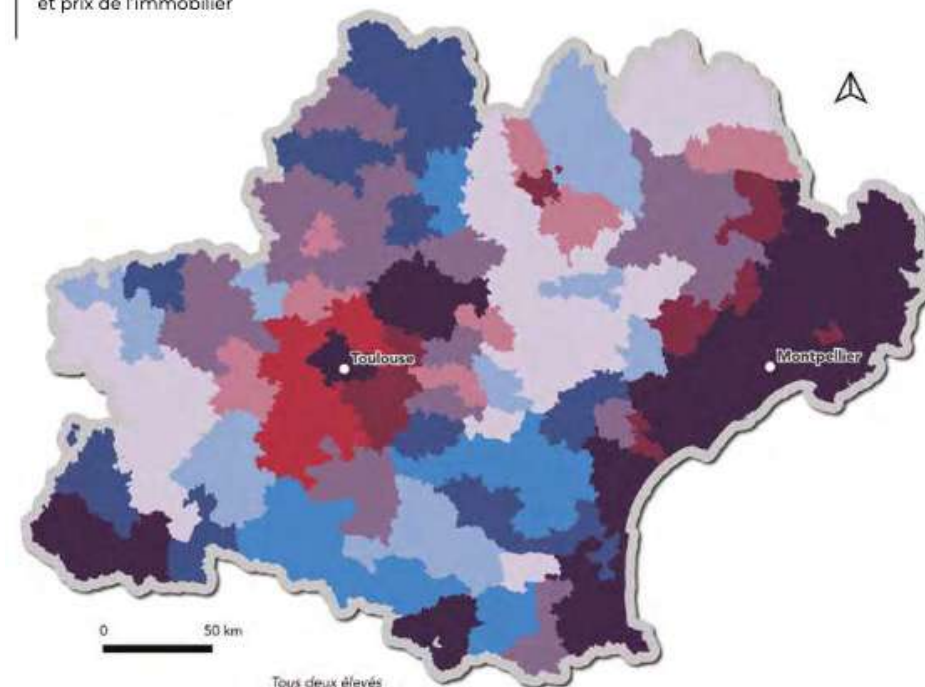 et prix de l'immobilier
Toulouse
Montpellier
0 50 km
Tous deux élevés